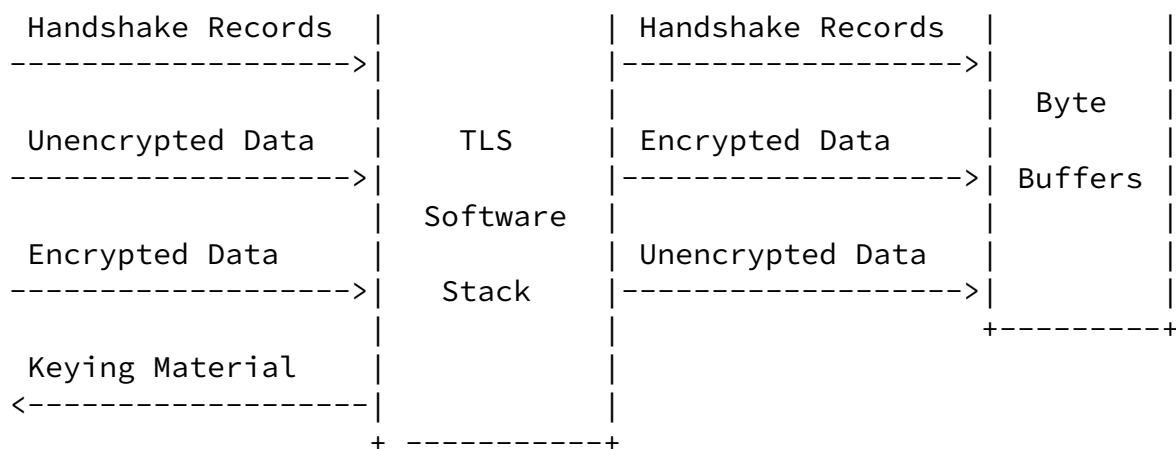 Handshake Records | | Handshake Records | |
------------------->| |------------------->| |
| | | Byte |
Unencrypted Data | TLS | Encrypted Data | |
------------------->| |------------------->| Buffers |
| Software | | |
Encrypted Data | | Unencrypted Data | |
------------------->| Stack |------------------->| |
| | +---------+
Keying Material | |
<--------------------| |
+ -----------+